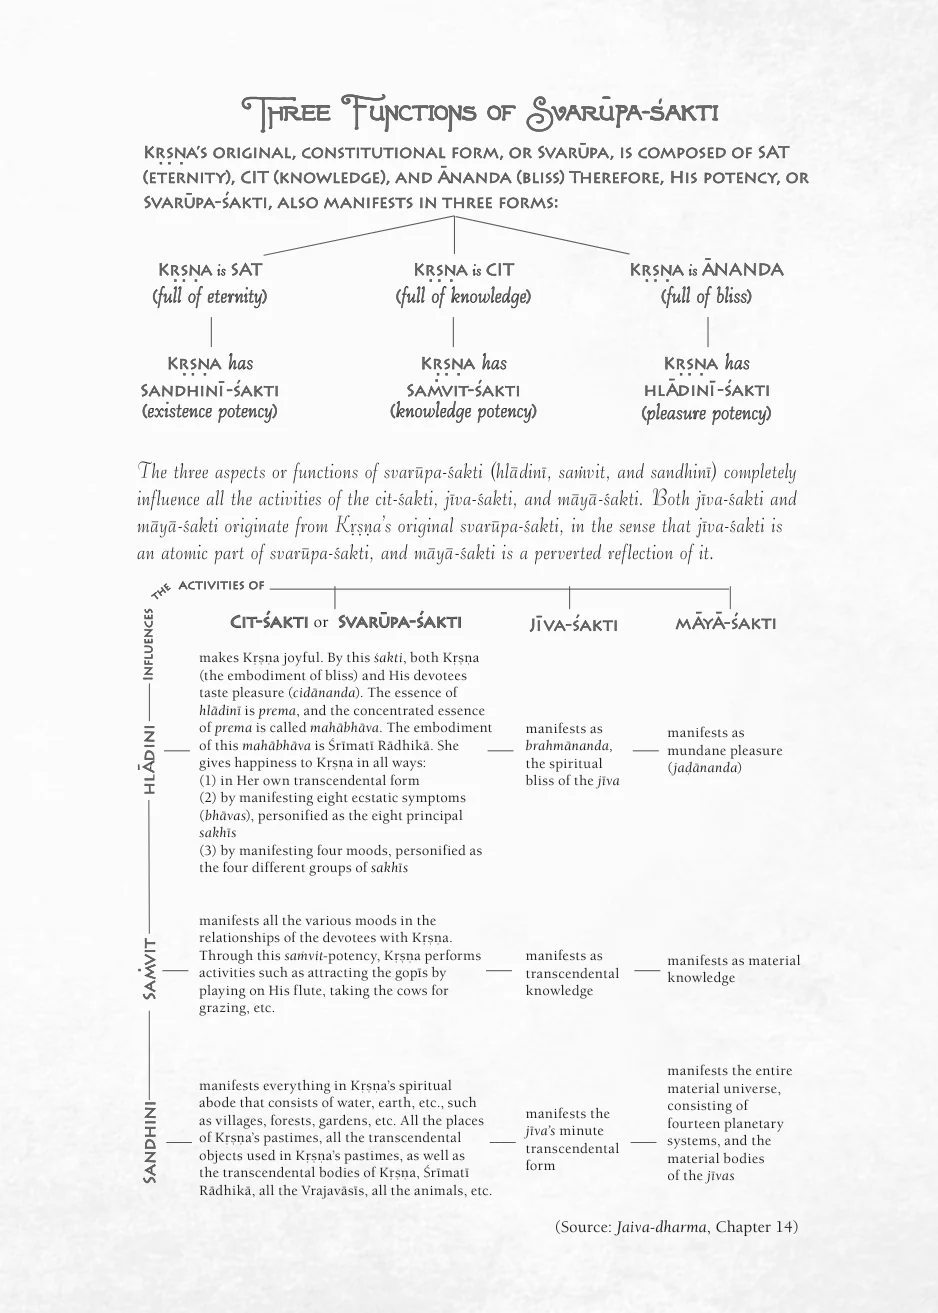 Three Functions of Svarūpa-śakti
Kṛṣṇa's original, constitutional form, or svarūpa, is composed of sat
(eternity), cit (knowledge), and ānanda (bliss) Therefore, His potency, or
svarūpa-śakti, also manifests in three forms:
Kṛṣṇa is SAT
(full of eternity)
Kṛṣṇa has
sandhinī-śakti
(existence potency)
Kṛṣṇa is CIT
(full of knowledge)
Kṛṣṇa has
saṁvit-śakti
(knowledge potency)
Kṛṣṇa is ĀNANDA
(full of bliss)
Kṛṣṇa has
hlādinī-śakti
(pleasure potency)
The three aspects or functions of svarūpa-śakti (hlādinī, saṁvit, and sandhinī) completely
influence all the activities of the cit-śakti, jīva-śakti, and māyā-śakti. Both jīva-śakti and
māyā-śakti originate from Kṛṣṇa's original svarūpa-śakti, in the sense that jīva-śakti is
an atomic part of svarūpa-śakti, and māyā-śakti is a perverted reflection of it.
THE ACTIVITIES OF
INFLUENCES
Cit-śakti or Svarūpa-śakti
Jīva-śakti
Māyā-śakti
HLĀDINI
makes Kṛṣṇa joyful. By this śakti, both Kṛṣṇa
(the embodiment of bliss) and His devotees
taste pleasure (cidānanda). The essence of
hlādinī is prema, and the concentrated essence
of prema is called mahābhāva. The embodiment
of this mahābhāva is Śrīmatī Rādhikā. She
gives happiness to Kṛṣṇa in all ways:
(1) in Her own transcendental form
(2) by manifesting eight ecstatic symptoms
(bhāvas), personified as the eight principal
sakhīs
(3) by manifesting four moods, personified as
the four different groups of sakhīs
manifests as
brahmānanda,
the spiritual
bliss of the jīva
manifests as
mundane pleasure
(jaḍānanda)
SAṀVIT
manifests all the various moods in the
relationships of the devotees with Kṛṣṇa.
Through this saṁvit-potency, Kṛṣṇa performs
activities such as attracting the gopīs by
playing on His flute, taking the cows for
grazing, etc.
manifests as
transcendental
knowledge
manifests as material
knowledge
SANDHINI
manifests everything in Kṛṣṇa's spiritual
abode that consists of water, earth, etc., such
as villages, forests, gardens, etc. All the places
of Kṛṣṇa's pastimes, all the transcendental
objects used in Kṛṣṇa's pastimes, as well as
the transcendental bodies of Kṛṣṇa, Śrīmatī
Rādhikā, all the Vrajavāsīs, all the animals, etc.
manifests the
jīva's minute
transcendental
form
manifests the entire
material universe,
consisting of
fourteen planetary
systems, and the
material bodies
of the jīvas
(Source: Jaiva-dharma, Chapter 14)